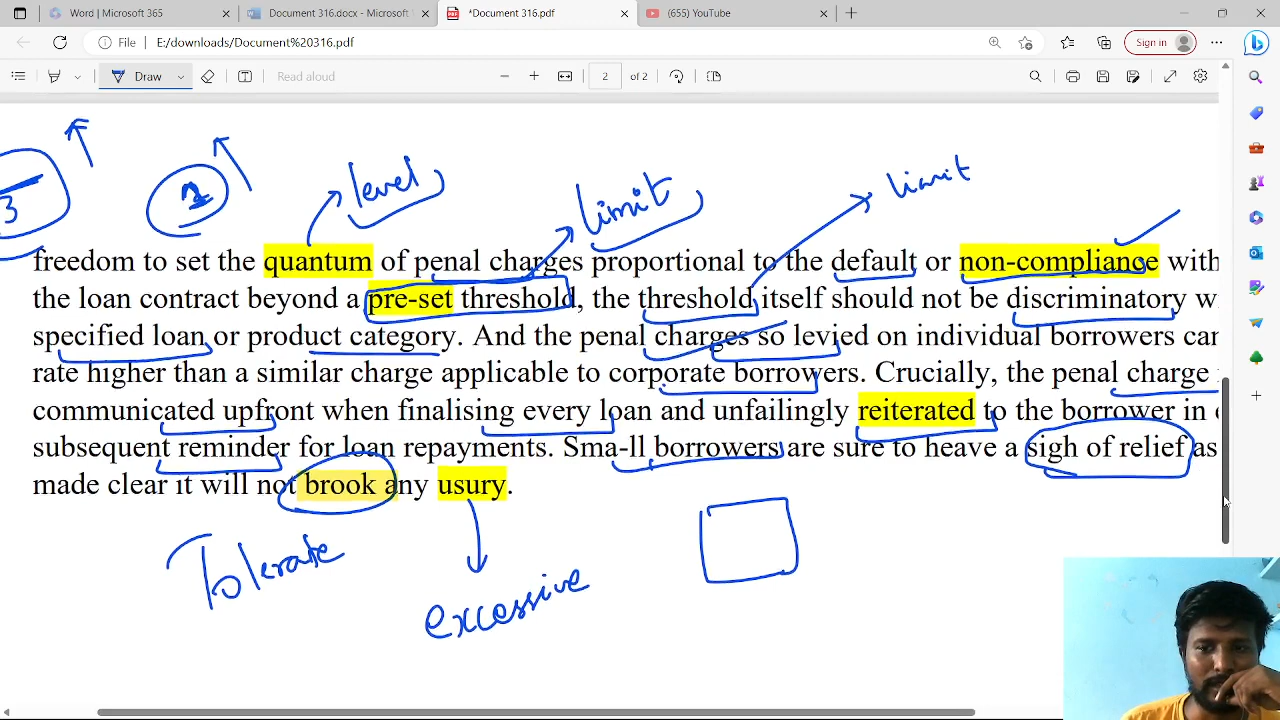 Word | Microsoft 365
Document 316.docx - Microsoft
*Document 316.pdf
(655) YouTube
File
E:/downloads/Document%20316.pdf
Sign in
Draw
Read aloud
2 of 2
level
limit
limit
3
2
freedom to set the quantum of penal charges proportional to the default or non-compliance with
the loan contract beyond a pre-set threshold, the threshold itself should not be discriminatory
specified loan or product category. And the penal charges so levied on individual borrowers
rate higher than a similar charge applicable to corporate borrowers. Crucially, the penal charge
communicated upfront when finalising every loan and unfailingly reiterated to the borrower in
subsequent reminder for loan repayments. Sma-ll borrowers are sure to heave a sigh of relief as
made clear it will not brook any usury.
Tolerate
excessive